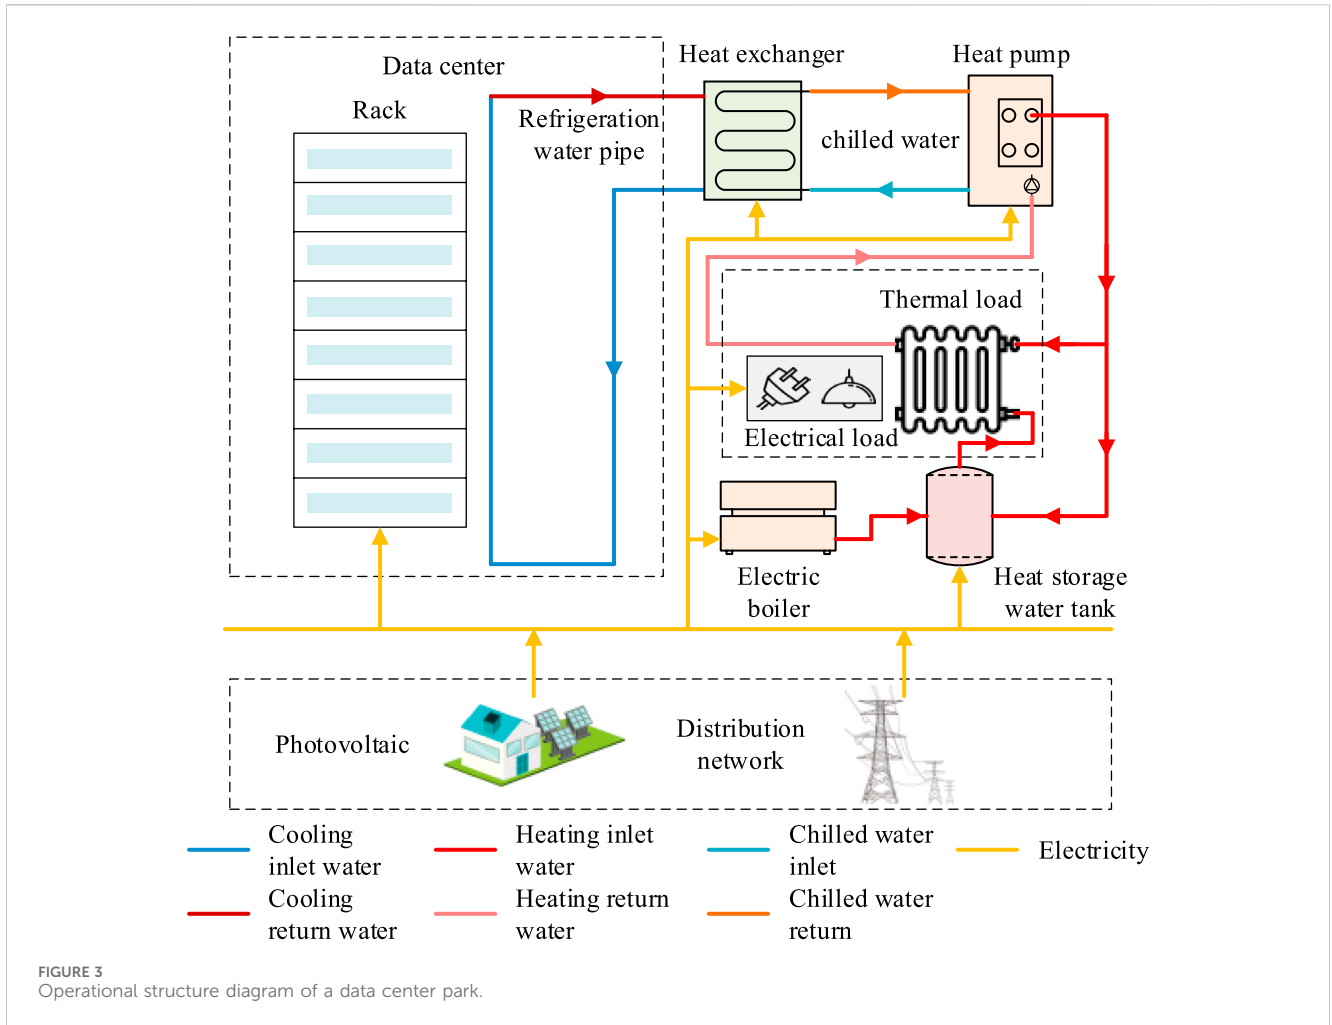 Data center
Rack
Refrigeration
water pipe
Heat exchanger
Heat pump
chilled water
Thermal load
Electrical load
Electric
boiler
Heat storage
water tank
Photovoltaic
Distribution
network
Cooling
inlet water
Heating inlet
water
Chilled water
inlet
Electricity
Cooling
return water
Heating return
water
Chilled water
return
FIGURE 3
Operational structure diagram of a data center park.